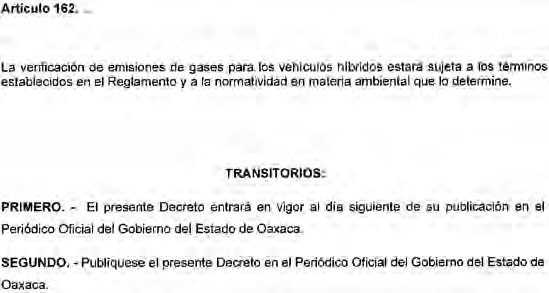 Artículo 162. ...
La verificación de emisiones de gases para los vehículos híbridos estará sujeta a los términos
establecidos en el Reglamento y a la normatividad en materia ambiental que lo determine.
TRANSITORIOS:
PRIMERO. - El presente Decreto entrará en vigor al día siguiente de su publicación en el
Periódico Oficial del Gobierno del Estado de Oaxaca.
SEGUNDO. - Publíquese el presente Decreto en el Periódico Oficial del Gobierno del Estado de
Oaxaca.